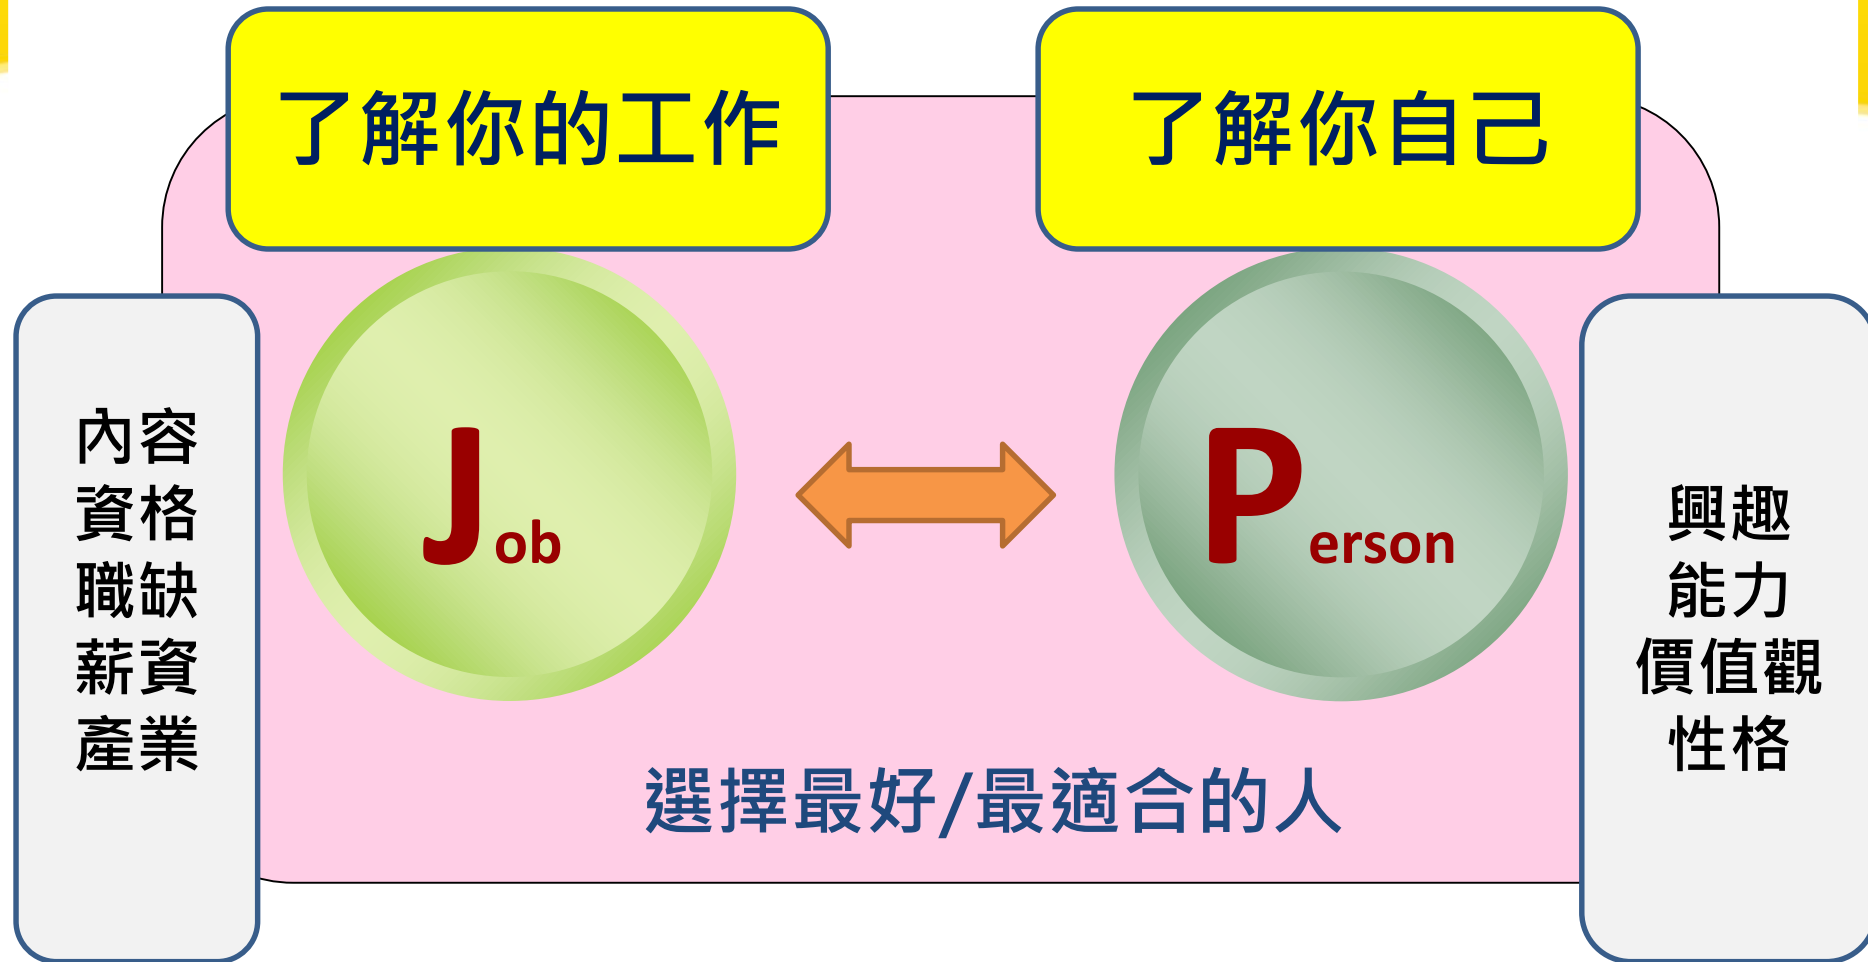 了解你的工作
了解你自己
內容
資格
職缺
薪資
產業
Job
Person
興趣
能力
價值觀
性格
選擇最好/最適合的人